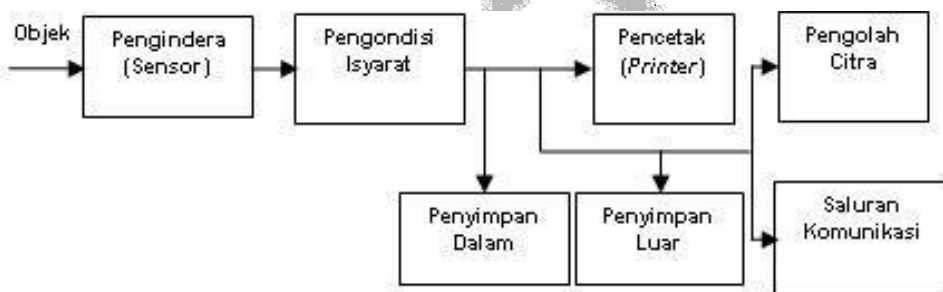 Objek
Pengindera
(Sensor)
Pengondisi
Isyarat
Pencetak
(Printer)
Pengolah
Citra
Penyimpan
Dalam
Penyimpan
Luar
Saluran
Komunikasi